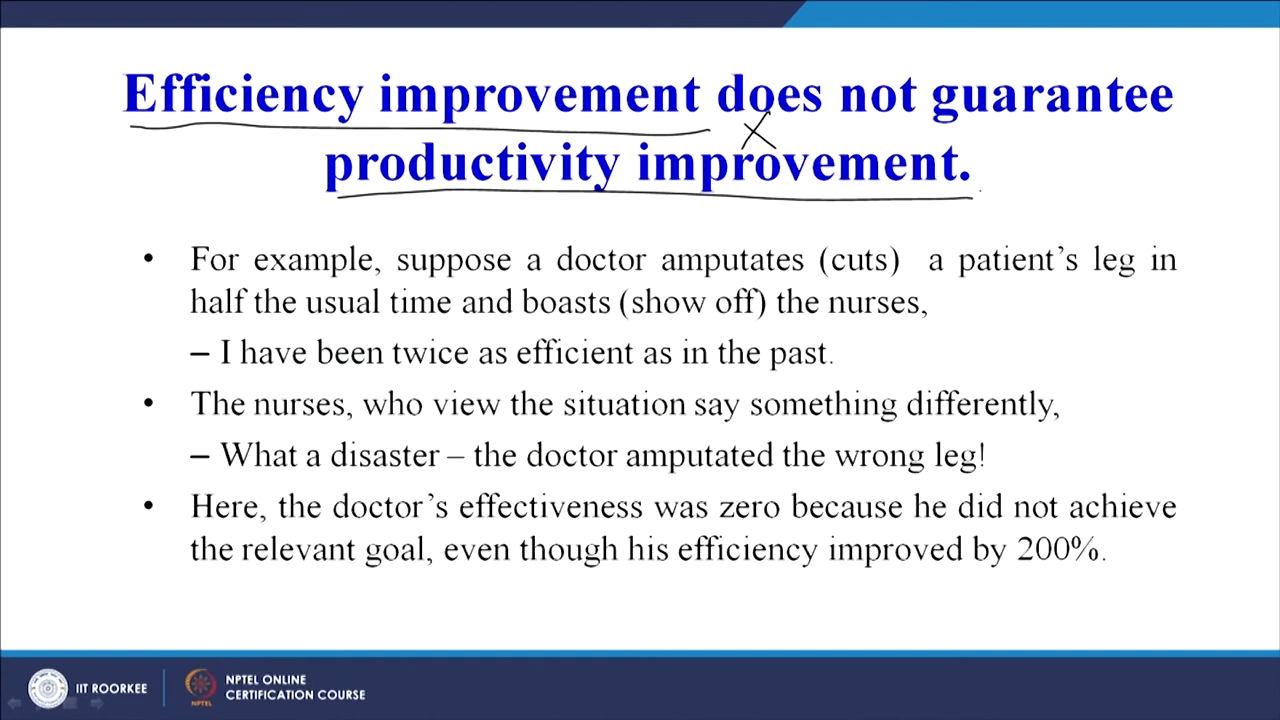 Efficiency improvement does not guarantee
productivity improvement.
• For example, suppose a doctor amputates (cuts) a patient’s leg in
half the usual time and boasts (show off) the nurses,
– I have been twice as efficient as in the past.
• The nurses, who view the situation say something differently,
– What a disaster – the doctor amputated the wrong leg!
• Here, the doctor’s effectiveness was zero because he did not achieve
the relevant goal, even though his efficiency improved by 200%.
IIT ROORKEE
NPTEL
NPTEL ONLINE
CERTIFICATION COURSE